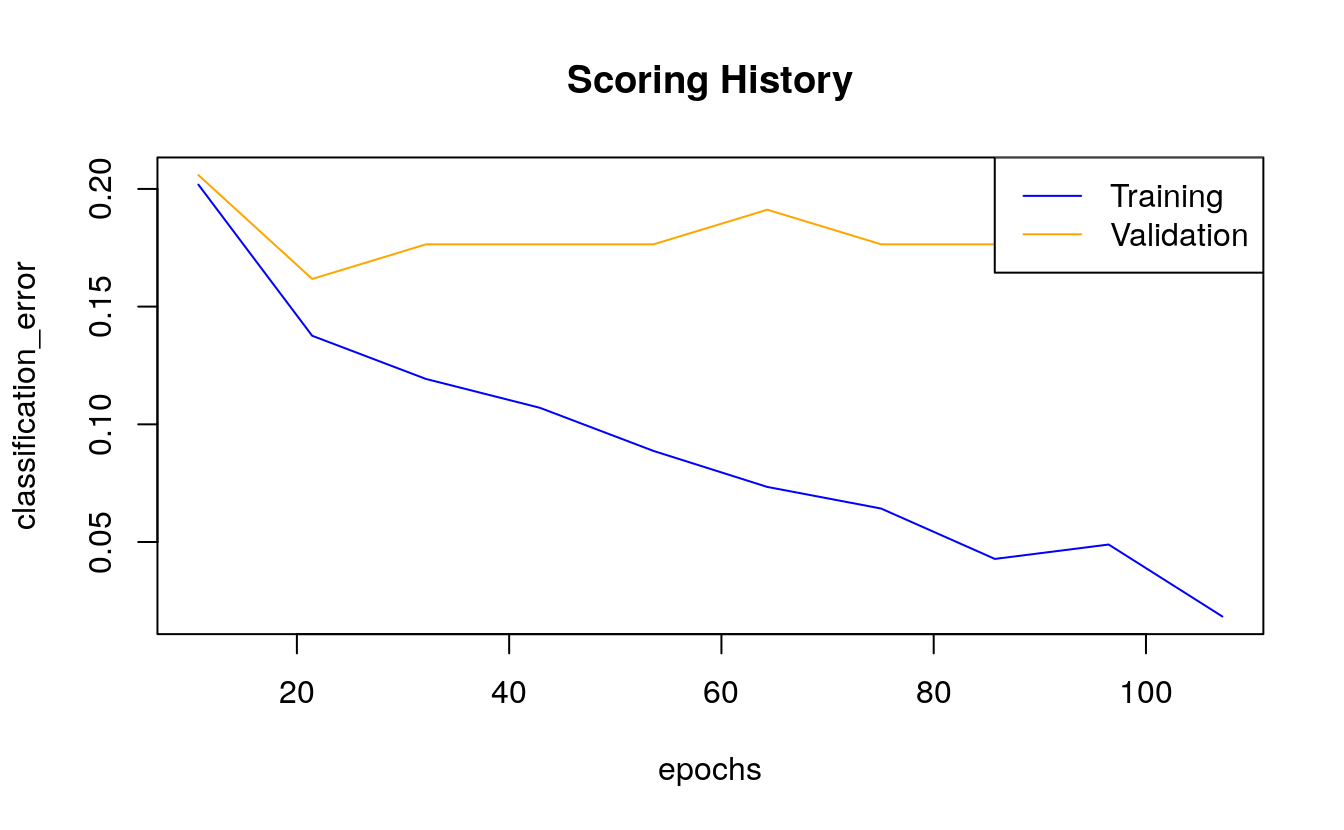 Scoring History
Training
Validation
classification_error
0.20
0.15
0.10
0.05
20 40 60 80 100
epochs